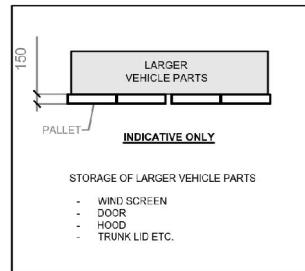 150
LARGER
VEHICLE PARTS
PALLET
INDICATIVE ONLY
STORAGE OF LARGER VEHICLE PARTS
- WIND SCREEN
- DOOR
- HOOD
- TRUNK LID ETC.